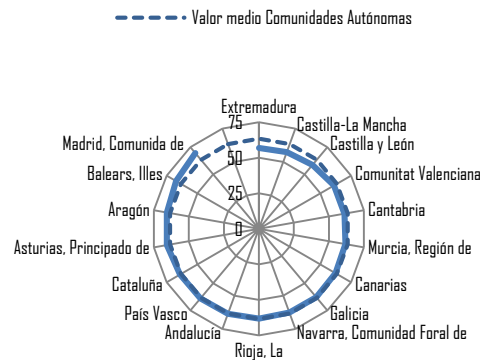 Valor medio Comunidades Autónomas
Extremadura
75
Castilla-La Mancha
Madrid, Comunida de
Castilla y León
50
Balears, Illes
Comunitat Valenciana
25
Aragón
Cantabria
0
Asturias, Principado de
Murcia, Región de
Cataluña
Canarias
País Vasco
Galicia
Andalucía
Navarra, Comunidad Foral de
Rioja, La